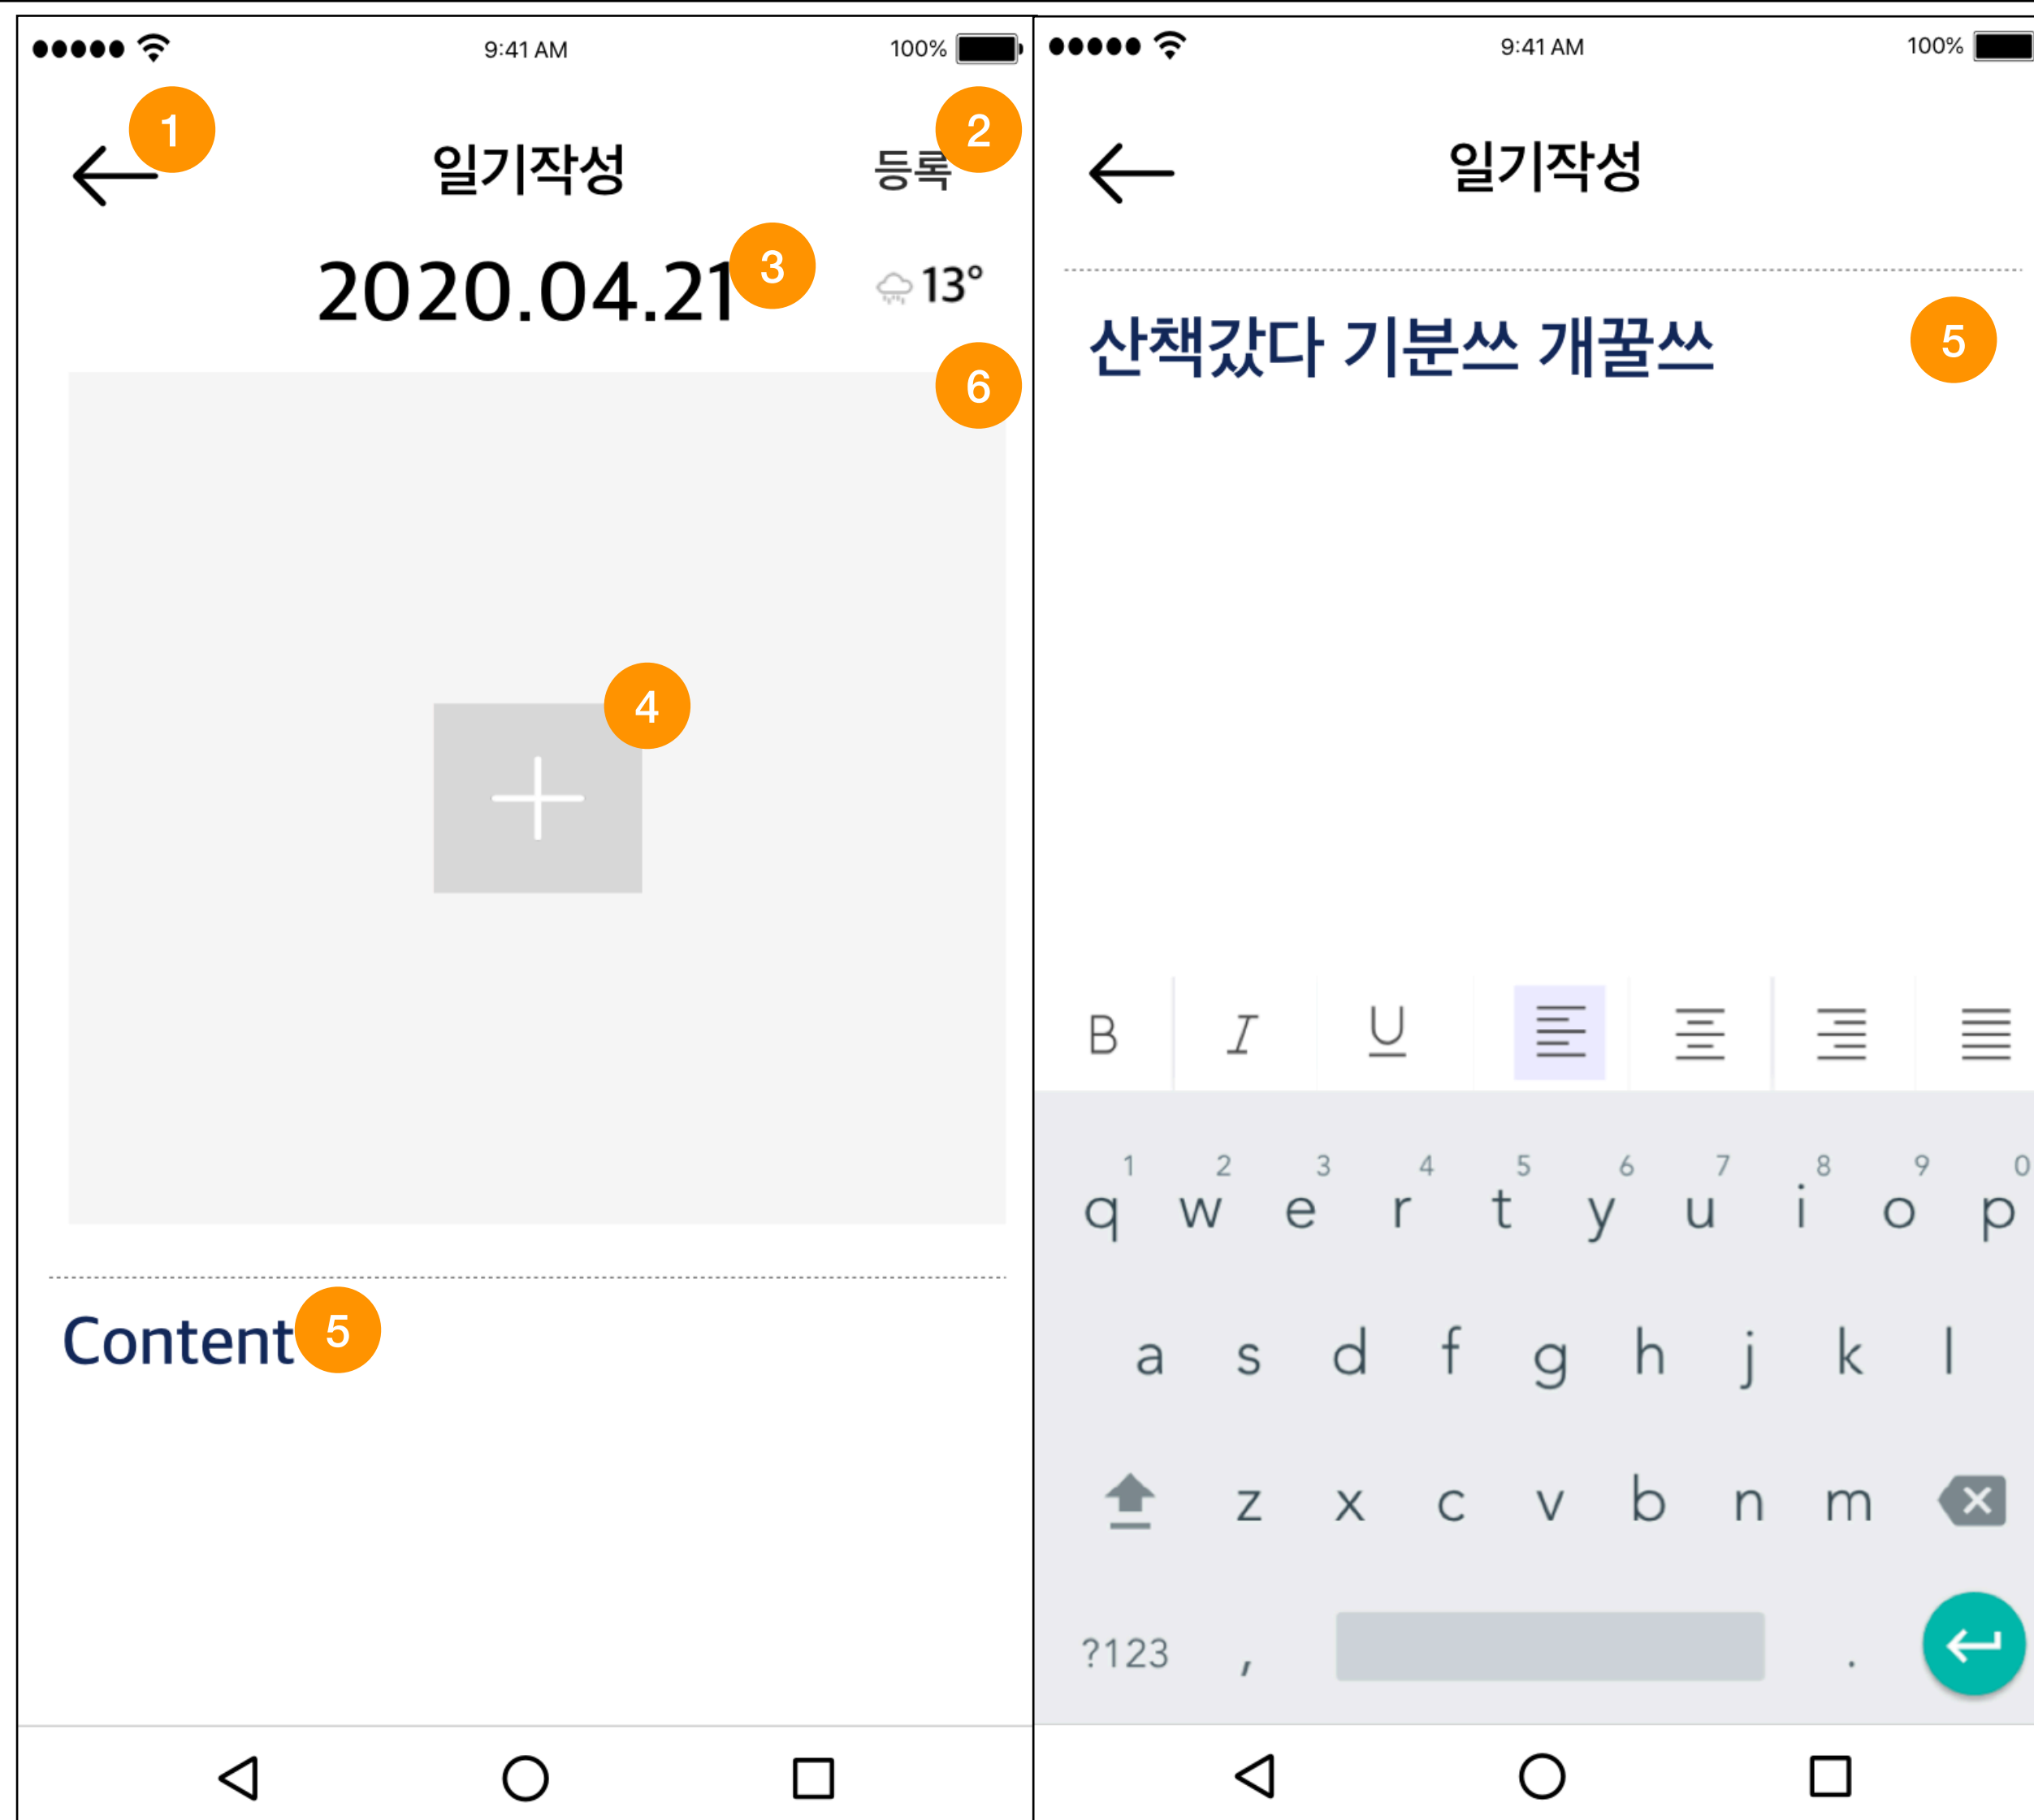 9:41 AM 100%
1
2
일기작성 등록
2020.04.21 3 13°
6
4
Content 5
9:41 AM 100%
일기작성
산책갔다 기분쓰 개꿀쓰 5
B I U
1 2 3 4 5 6 7 8 9 0
q w e r t y u i o p
a s d f g h j k l
z x c v b n m
?123 , .